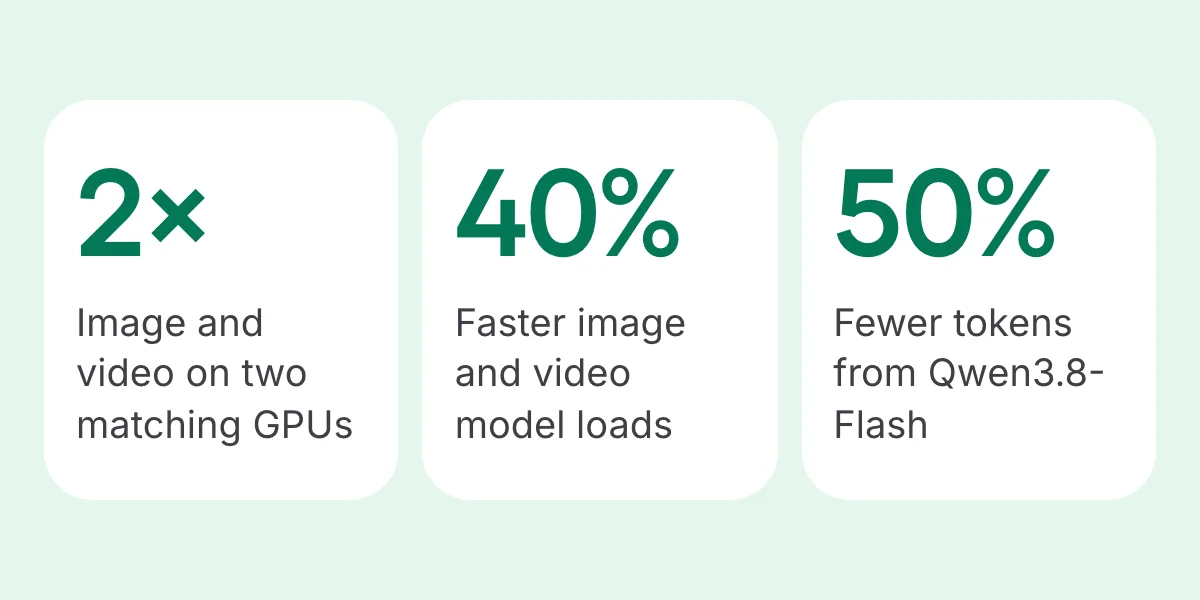 2×
Image and
video on two
matching GPUs
40%
Faster image
and video
model loads
50%
Fewer tokens
from Qwen3.8-
Flash